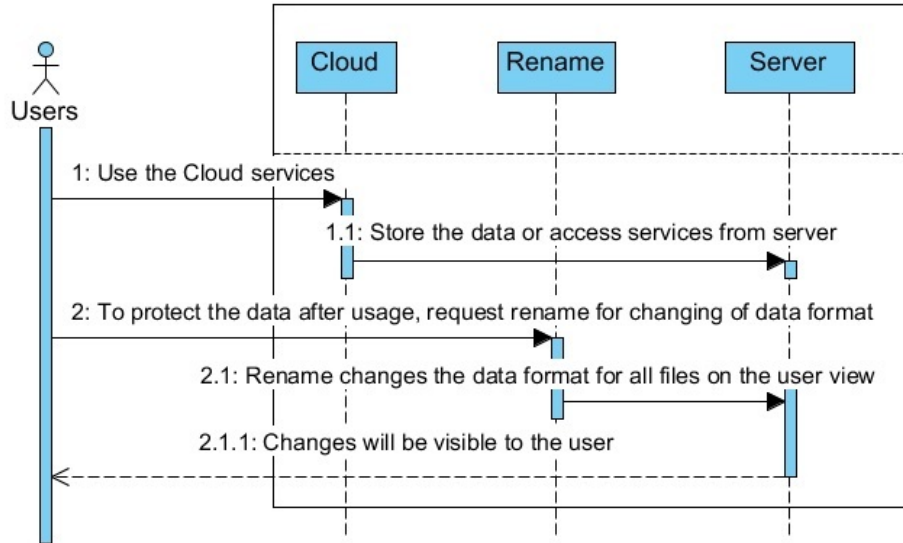 Cloud
Rename
Server
Users
1: Use the Cloud services
1.1: Store the data or access services from server
2: To protect the data after usage, request rename for changing of data format
2.1: Rename changes the data format for all files on the user view
2.1.1: Changes will be visible to the user